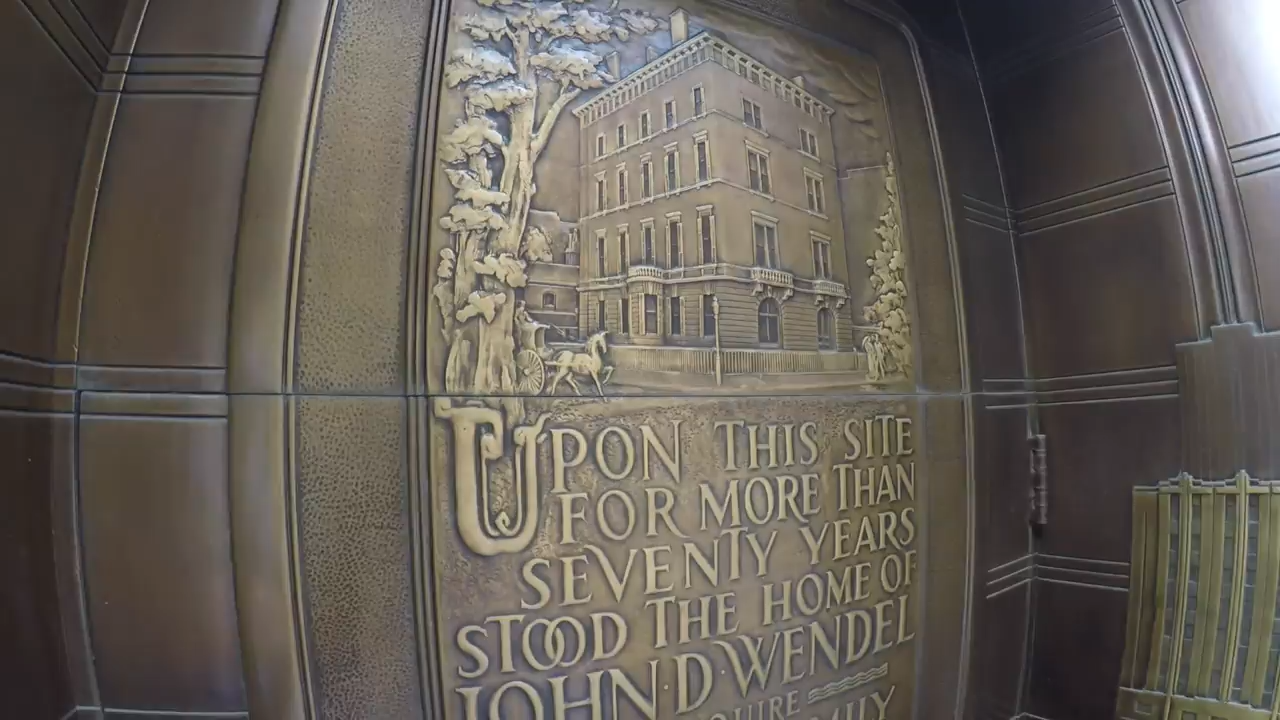 UPON THIS SITE
FOR MORE THAN
SEVENTY YEARS
STOOD THE HOME OF
JOHN·D·WENDEL